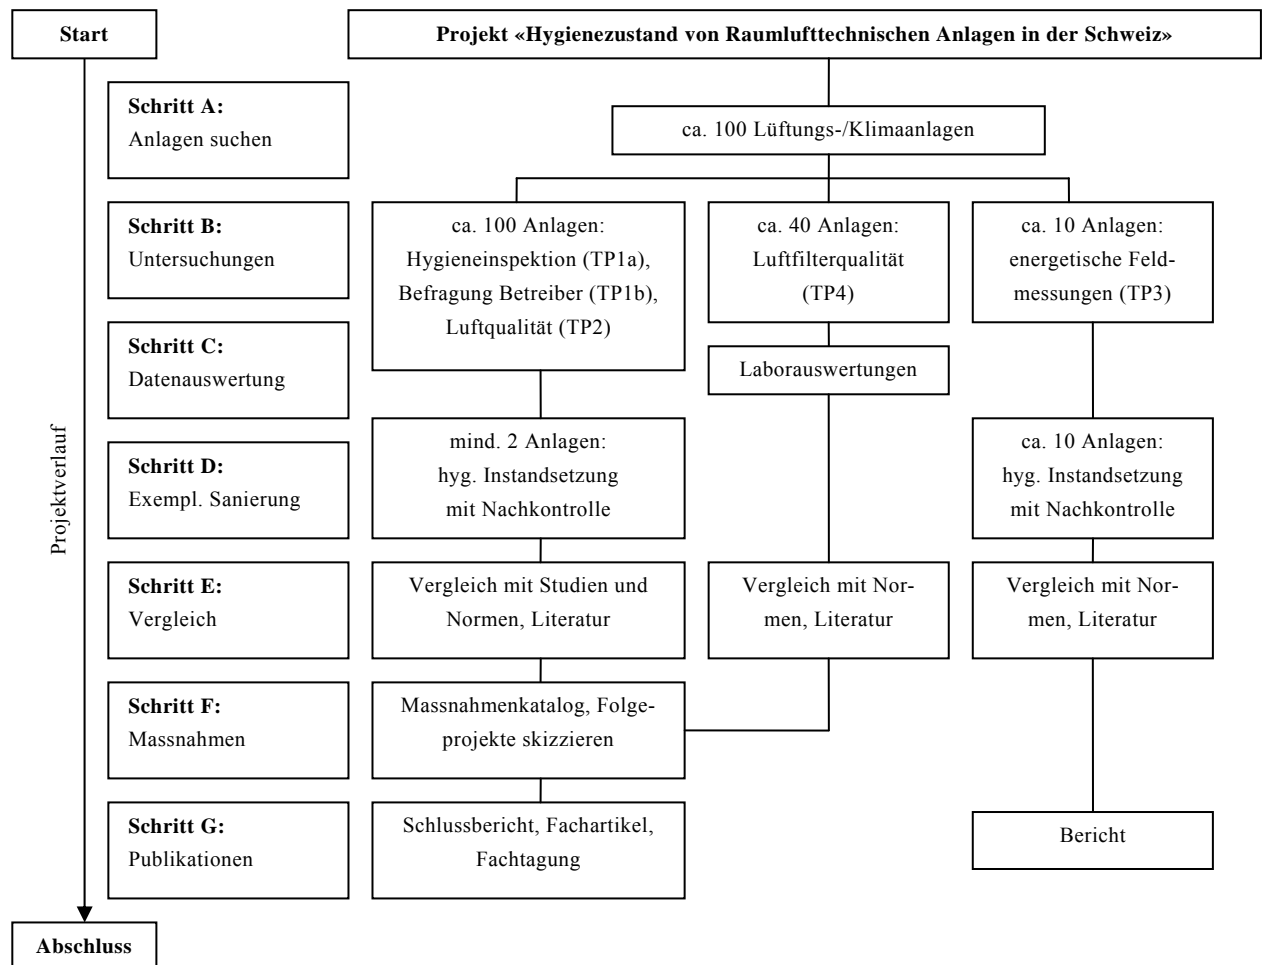 Start
Projekt «Hygienezustand von Raumlufttechnischen Anlagen in der Schweiz»
Schritt A:
Anlagen suchen
ca. 100 Lüftungs-/Klimaanlagen
Schritt B:
Untersuchungen
ca. 100 Anlagen:
Hygieneinspektion (TP1a),
Befragung Betreiber (TP1b),
Luftqualität (TP2)
ca. 40 Anlagen:
Luftfilterqualität
(TP4)
ca. 10 Anlagen:
energetische Feld-
messungen (TP3)
Schritt C:
Datenauswertung
Laborauswertungen
Projektverlauf
Schritt D:
Exempl. Sanierung
mind. 2 Anlagen:
hyg. Instandsetzung
mit Nachkontrolle
ca. 10 Anlagen:
hyg. Instandsetzung
mit Nachkontrolle
Schritt E:
Vergleich
Vergleich mit Studien und
Normen, Literatur
Vergleich mit Nor-
men, Literatur
Vergleich mit Nor-
men, Literatur
Schritt F:
Massnahmen
Massnahmenkatalog, Folge-
projekte skizzieren
Schritt G:
Publikationen
Schlussbericht, Fachartikel,
Fachtagung
Bericht
Abschluss